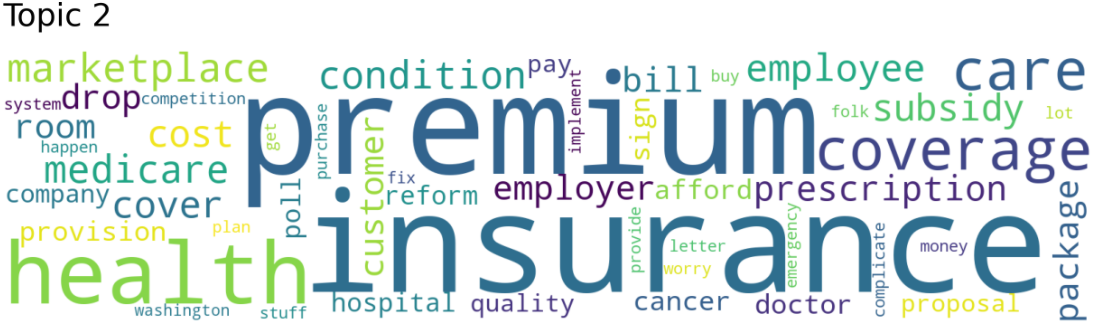 Topic 2
marketplace
condition
pay
bill
buy
employee
care
system
drop
competition
premium
implement
sign
folk
subsidy
lot
room
happen
cost
get
purchase
customer
coverage
medicare
fix
reform
employer
afford
prescription
company
cover
poll
insurance
package
provision
plan
health
provide
letter
worry
emergency
complicate
money
washington
stuff
hospital
quality
cancer
doctor
proposal